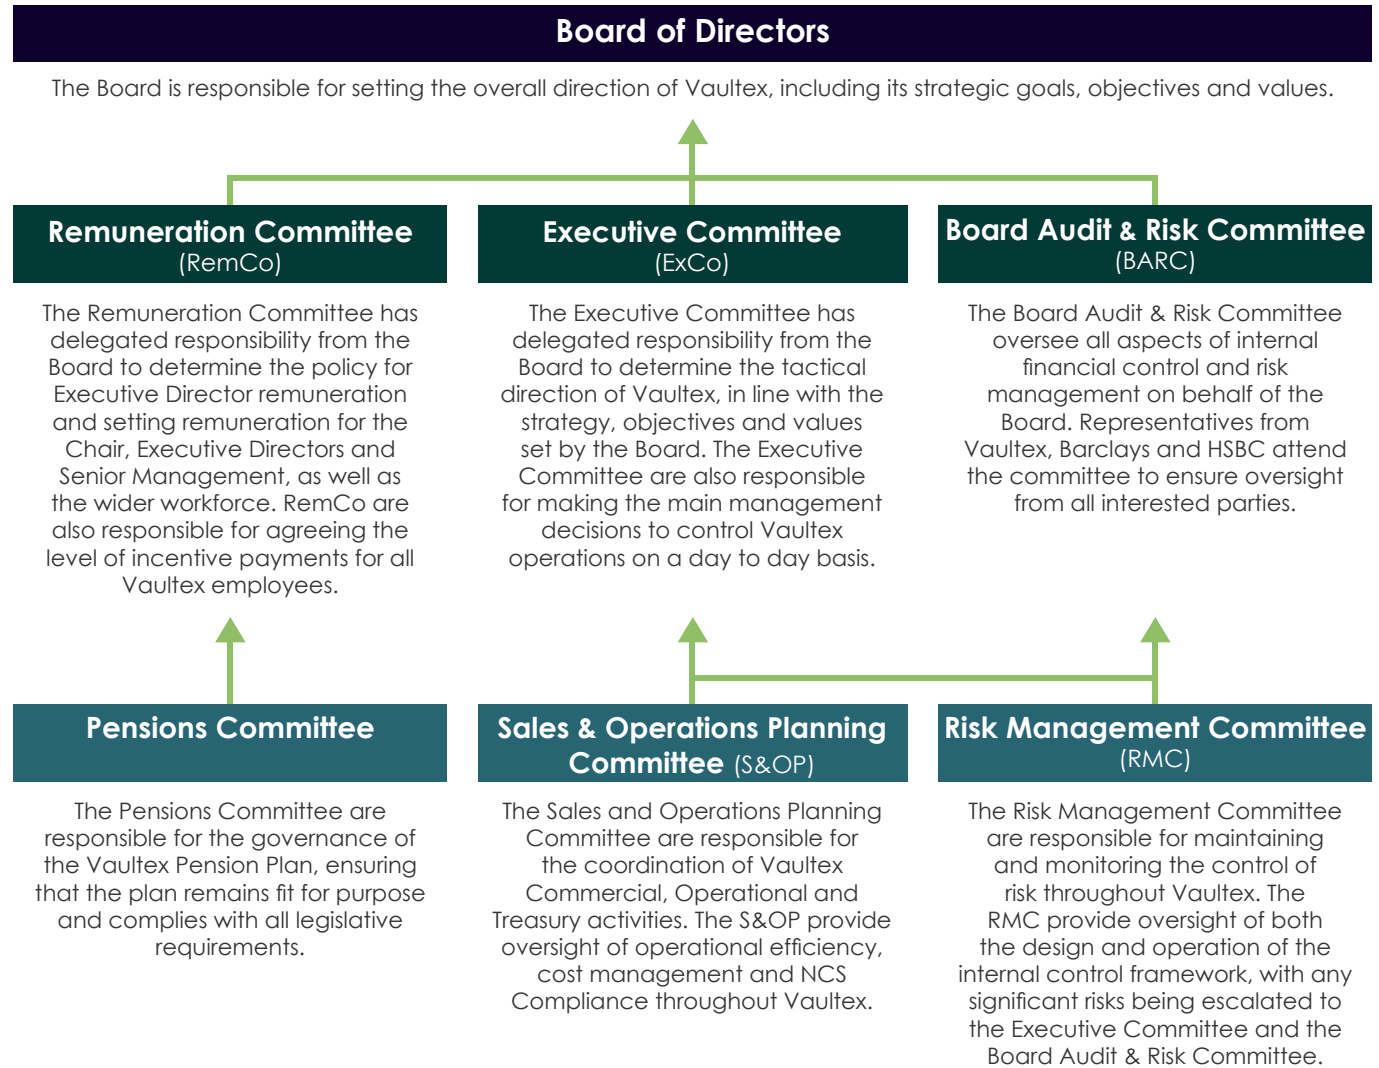 Board of Directors
The Board is responsible for setting the overall direction of Vaultex, including its strategic goals, objectives and values.
Remuneration Committee
(RemCo)
The Remuneration Committee has
delegated responsibility from the
Board to determine the policy for
Executive Director remuneration
and setting remuneration for the
Chair, Executive Directors and
Senior Management, as well as
the wider workforce. RemCo are
also responsible for agreeing the
level of incentive payments for all
Vaultex employees.
Executive Committee
(ExCo)
The Executive Committee has
delegated responsibility from the
Board to determine the tactical
direction of Vaultex, in line with the
strategy, objectives and values
set by the Board. The Executive
Committee are also responsible
for making the main management
decisions to control Vaultex
operations on a day to day basis.
Board Audit & Risk Committee
(BARC)
The Board Audit & Risk Committee
oversee all aspects of internal
financial control and risk
management on behalf of the
Board. Representatives from
Vaultex, Barclays and HSBC attend
the committee to ensure oversight
from all interested parties.
Pensions Committee
The Pensions Committee are
responsible for the governance of
the Vaultex Pension Plan, ensuring
that the plan remains fit for purpose
and complies with all legislative
requirements.
Sales & Operations Planning
Committee (S&OP)
The Sales and Operations Planning
Committee are responsible for
the coordination of Vaultex
Commercial, Operational and
Treasury activities. The S&OP provide
oversight of operational efficiency,
cost management and NCS
Compliance throughout Vaultex.
Risk Management Committee
(RMC)
The Risk Management Committee
are responsible for maintaining
and monitoring the control of
risk throughout Vaultex. The
RMC provide oversight of both
the design and operation of the
internal control framework, with any
significant risks being escalated to
the Executive Committee and the
Board Audit & Risk Committee.